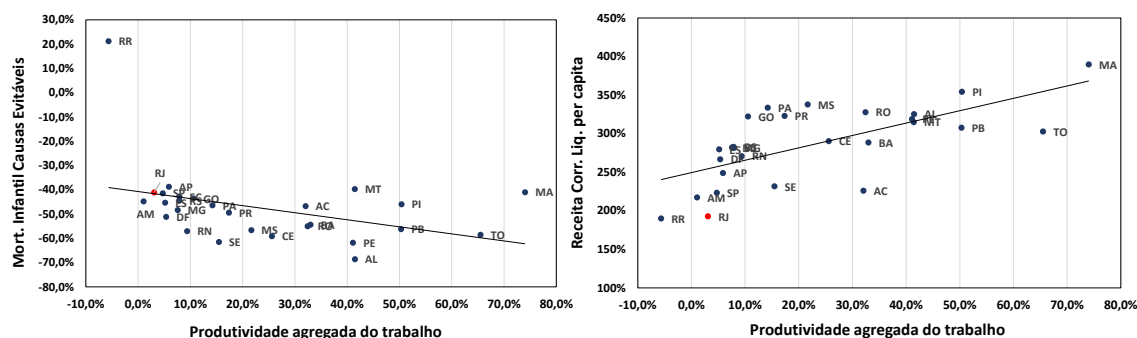 30,0%
20,0%
10,0%
0,0%
-10,0%
-20,0%
-30,0%
-40,0%
-50,0%
-60,0%
-70,0%
-80,0%
Mort. Infantil Causas Evitáveis
RR
RJ
AP
SP
SC
RS
ES
GO
AM
MG
PA
PR
DF
RN
SE
MS
CE
AC
RO
BA
MT
PE
AL
PI
PB
TO
MA
-10,0% 0,0% 10,0% 20,0% 30,0% 40,0% 50,0% 60,0% 70,0% 80,0%
Produtividade agregada do trabalho
450%
400%
350%
300%
250%
200%
150%
100%
Receita Corr. Liq. per capita
MA
PI
PA
MS
GO
PR
RO
AL
MT
PB
TO
CE
BA
ES
MG
DF
RN
AP
SE
AC
AM
SP
RR
RJ
-10,0% 0,0% 10,0% 20,0% 30,0% 40,0% 50,0% 60,0% 70,0% 80,0%
Produtividade agregada do trabalho